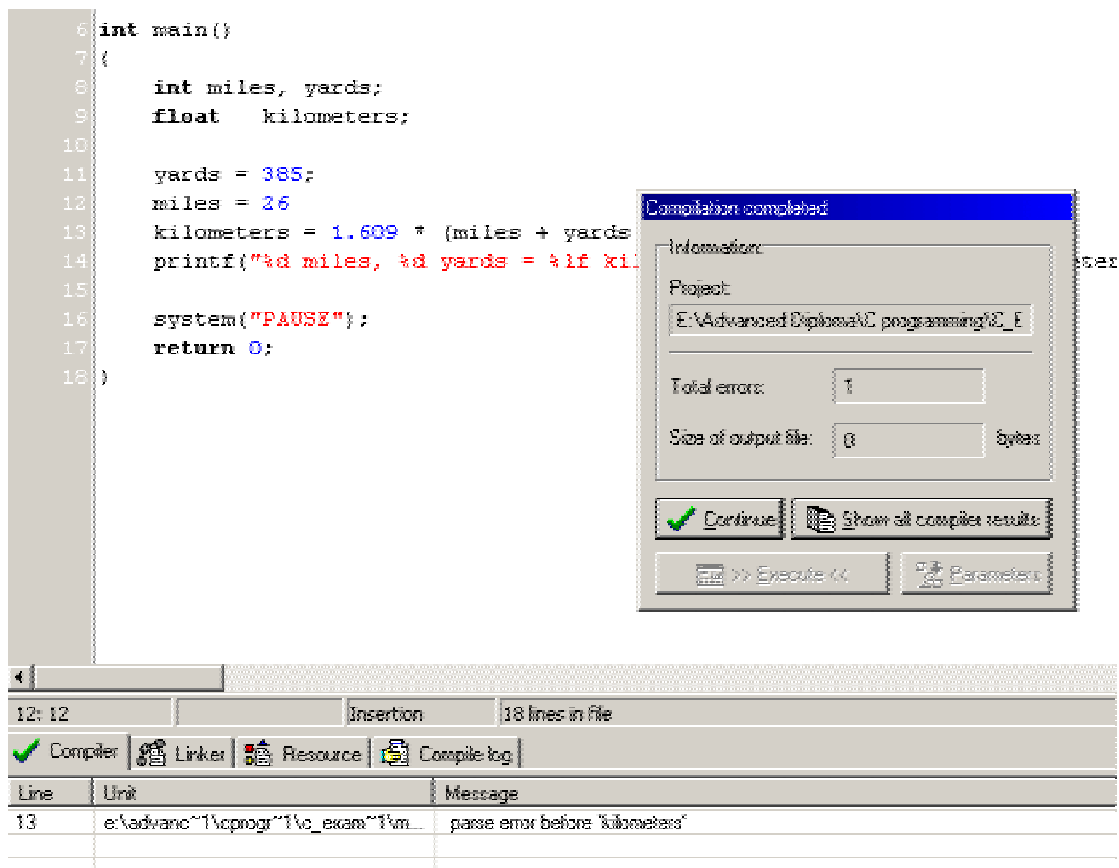 6 int main()
7 {
8 int miles, yards;
9 float kilometers;
10
11 yards = 385;
12 miles = 26
13 kilometers = 1.609 * (miles + yards
14 printf("%d miles, %d yards = %lf kil
15
16 system("PAUSE");
17 return 0;
18 }
Compilation completed
Information:
Project:
E:\Advanced Diploma\C programming\C_E
Total errors: 1
Size of output file: 0 bytes
Continue Show all compiler results
>> Execute << Parameters
12: 12 Insertion 18 lines in file
Compiler Linker Resource Compile log
Line Unit Message
13 e:\advanc~1\cprogr~1\c_exam~1\m... parse error before 'kilometers'